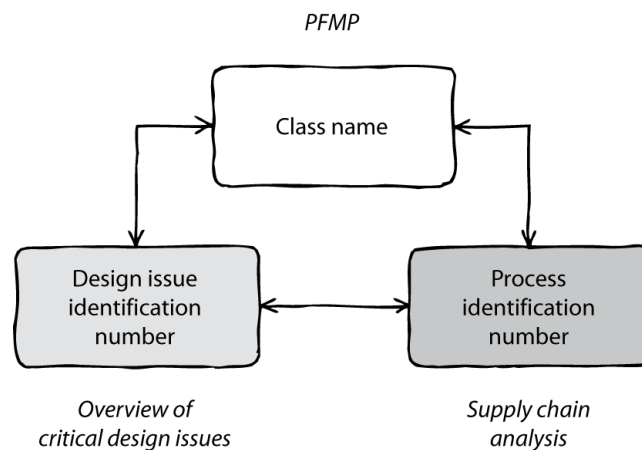 PFMP
Class name
Design issue
identification
number
Process
identification
number
Overview of
critical design issues
Supply chain
analysis